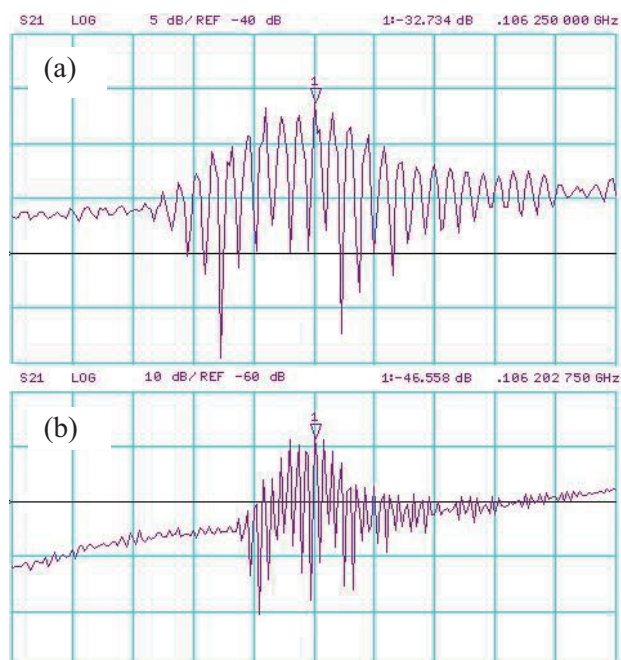 S21 LOG 5 dB/REF -40 dB 1:-32.734 dB .106 250 000 GHz
(a)
1
S21 LOG 10 dB/REF -60 dB 1:-46.558 dB .106 202 750 GHz
(b)
1